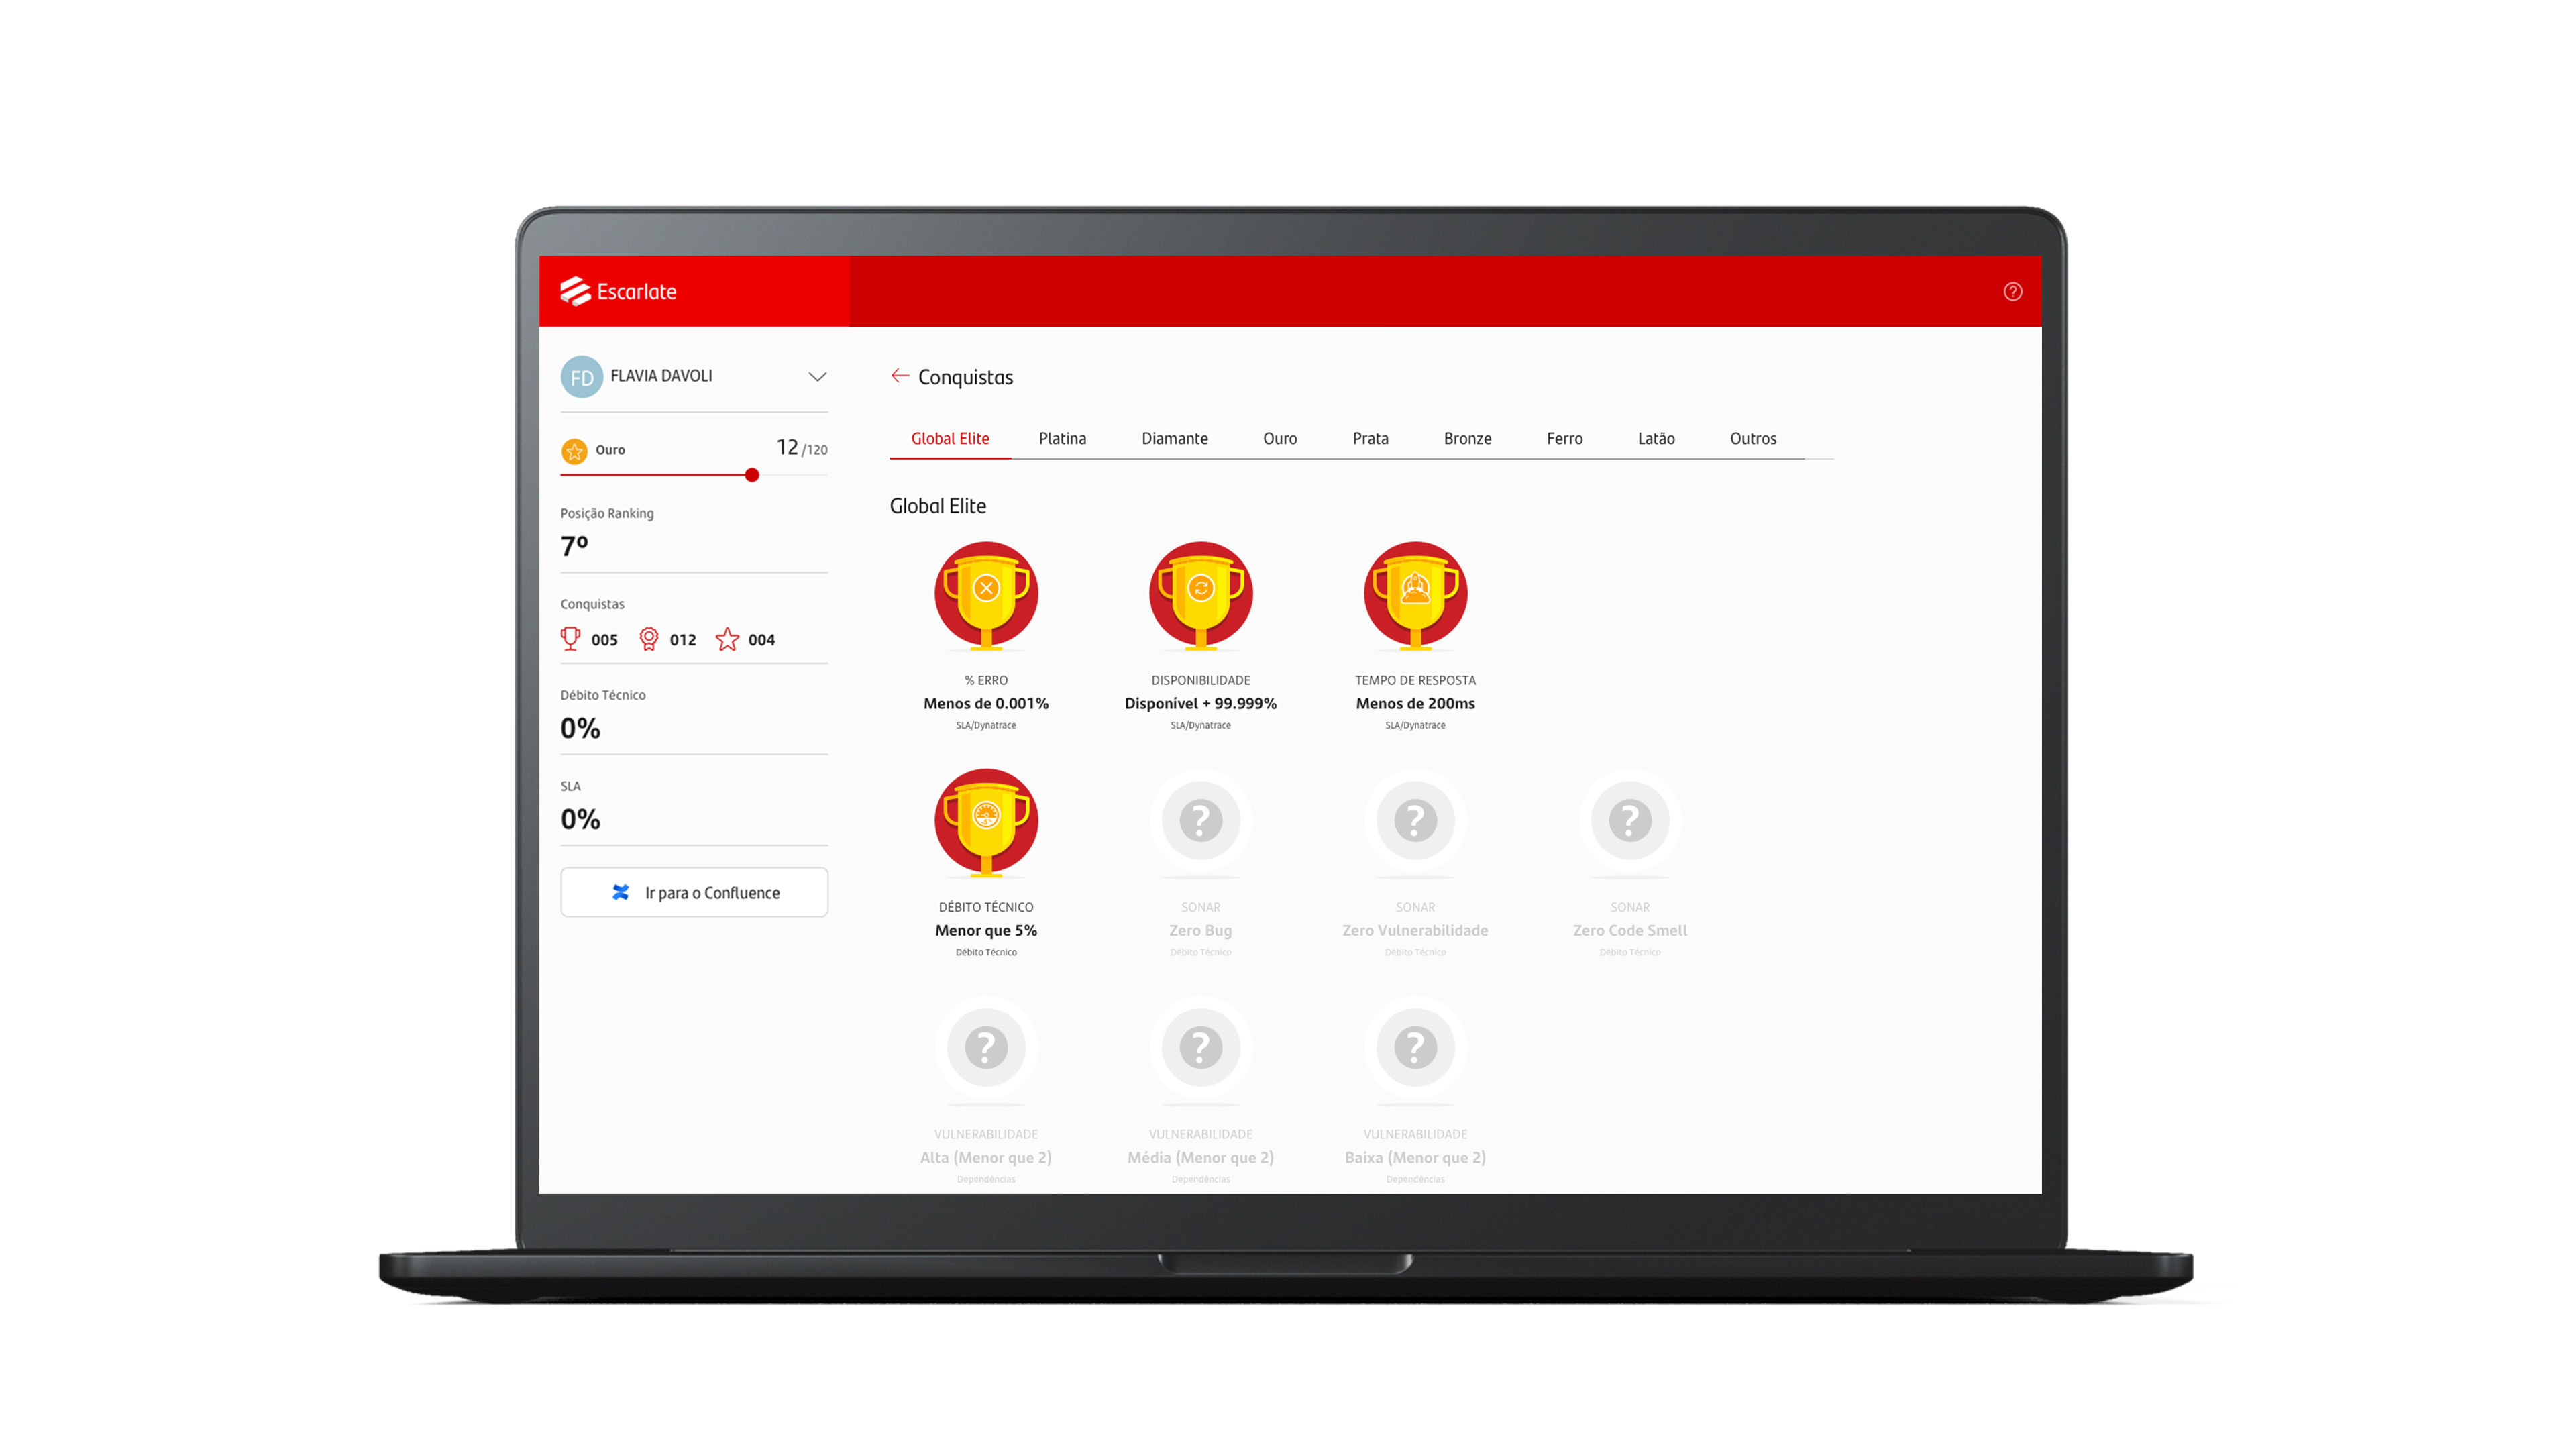 Escarlate
FD FLAVIA DAVOLI
Ouro 12 /120
Posição Ranking
7º
Conquistas
005 012 004
Débito Técnico
0%
SLA
0%
Ir para o Confluence
Conquistas
Global Elite Platina Diamante Ouro Prata Bronze Ferro Latão Outros
Global Elite
% ERRO
Menos de 0.001%
SLA/Dynatrace
DISPONIBILIDADE
Disponível + 99.999%
SLA/Dynatrace
TEMPO DE RESPOSTA
Menos de 200ms
SLA/Dynatrace
DÉBITO TÉCNICO
Menor que 5%
Débito Técnico
?
SONAR
Zero Bug
Débito Técnico
?
SONAR
Zero Vulnerabilidade
Débito Técnico
?
SONAR
Zero Code Smell
Débito Técnico
?
VULNERABILIDADE
Alta (Menor que 2)
Dependências
?
VULNERABILIDADE
Média (Menor que 2)
Dependências
?
VULNERABILIDADE
Baixa (Menor que 2)
Dependências